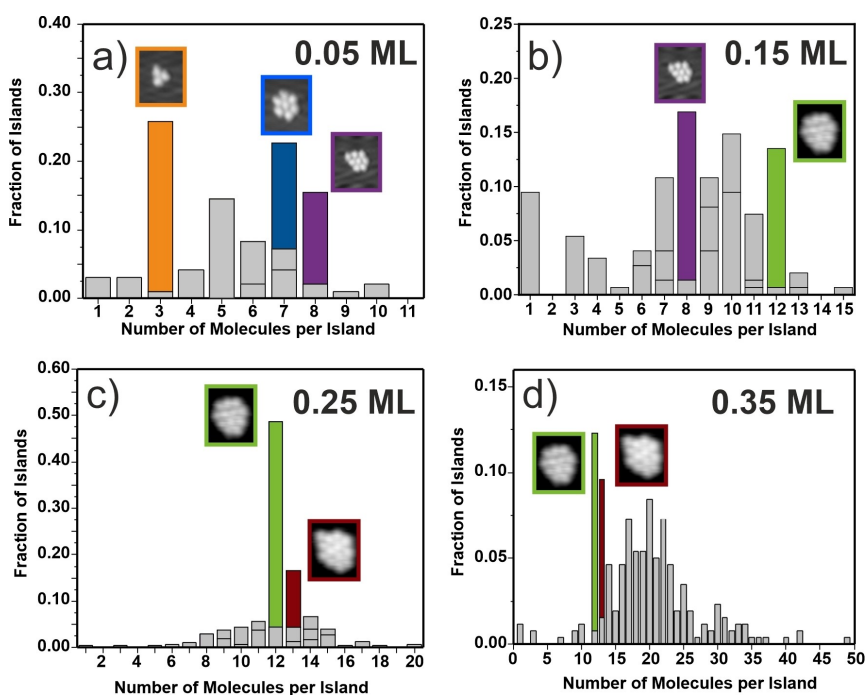 a) 0.05 ML
Fraction of Islands
0.40
0.30
0.20
0.10
0.00
1 2 3 4 5 6 7 8 9 10 11
Number of Molecules per Island
b) 0.15 ML
Fraction of Islands
0.25
0.20
0.15
0.10
0.05
0.00
1 2 3 4 5 6 7 8 9 10 11 12 13 14 15
Number of Molecules per Island
c) 0.25 ML
Fraction of Islands
0.60
0.50
0.40
0.30
0.20
0.10
0.00
2 4 6 8 10 12 14 16 18 20
Number of Molecules per Island
d) 0.35 ML
Fraction of Islands
0.15
0.10
0.05
0.00
0 5 10 15 20 25 30 35 40 45 50
Number of Molecules per Island